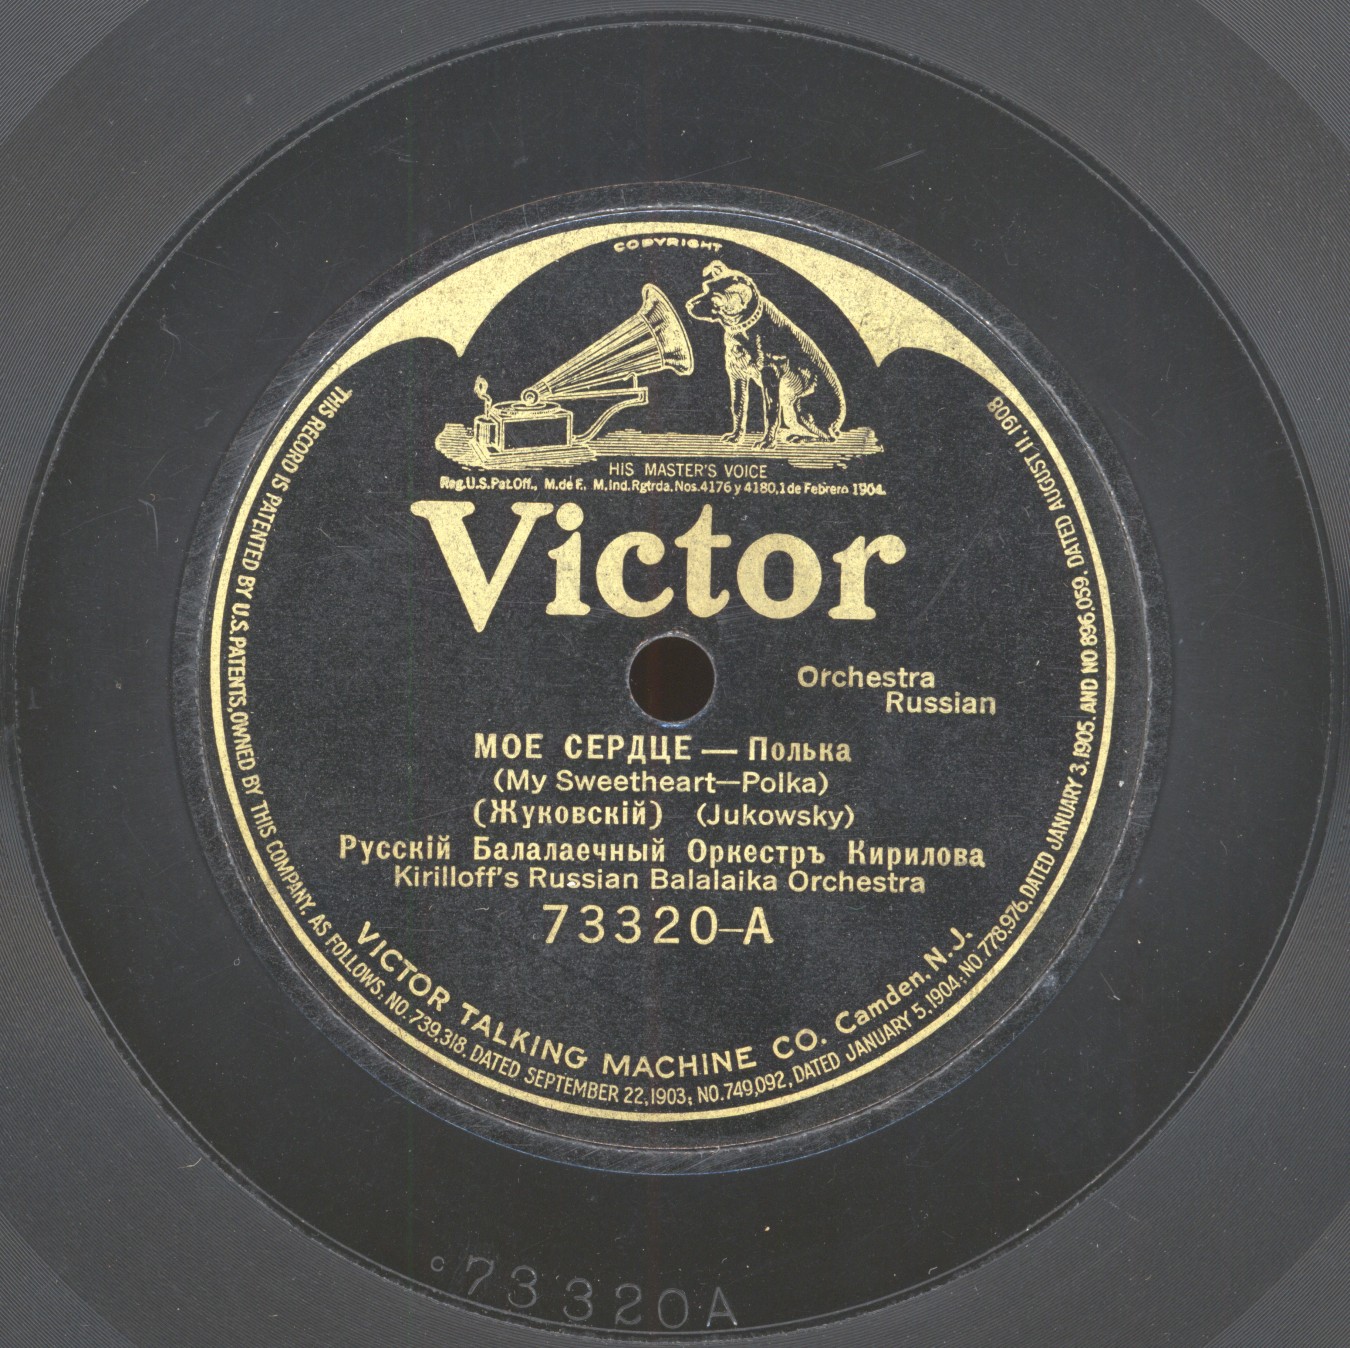 COPYRIGHT
HIS MASTER'S VOICE
Reg.U.S.Pat.Off., M.de F., M.Ind.Rgtrda.Nos.4176 y 4180,1 de Febrero 1904.
Victor
Orchestra
Russian
МОЕ СЕРДЦЕ — Полька
(My Sweetheart—Polka)
(Жуковскій) (Jukowsky)
Русскій Балалаечный Оркестръ Кирилова
Kirilloff's Russian Balalaika Orchestra
73320-A
VICTOR TALKING MACHINE CO. Camden, N.J.
THIS RECORD IS PATENTED BY U.S. PATENTS, OWNED BY THIS COMPANY, AS FOLLOWS; NO. 739,318, DATED SEPTEMBER 22, 1903; NO. 749,092, DATED JANUARY 5, 1904; NO 778,976, DATED JANUARY 3, 1905. AND NO 896,059, DATED AUGUST 11, 1908
73320A